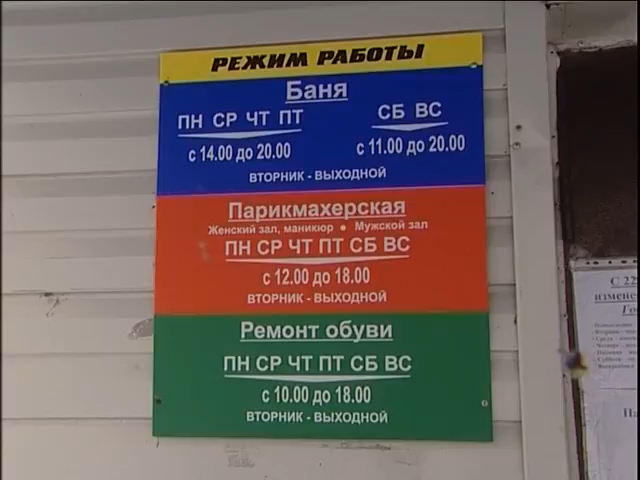 РЕЖИМ РАБОТЫ
Баня
ПН СР ЧТ ПТ
с 14.00 до 20.00
СБ ВС
с 11.00 до 20.00
ВТОРНИК - ВЫХОДНОЙ
Парикмахерская
Женский зал, маникюр • Мужской зал
ПН СР ЧТ ПТ СБ ВС
с 12.00 до 18.00
ВТОРНИК - ВЫХОДНОЙ
Ремонт обуви
ПН СР ЧТ ПТ СБ ВС
с 10.00 до 18.00
ВТОРНИК - ВЫХОДНОЙ
С 22